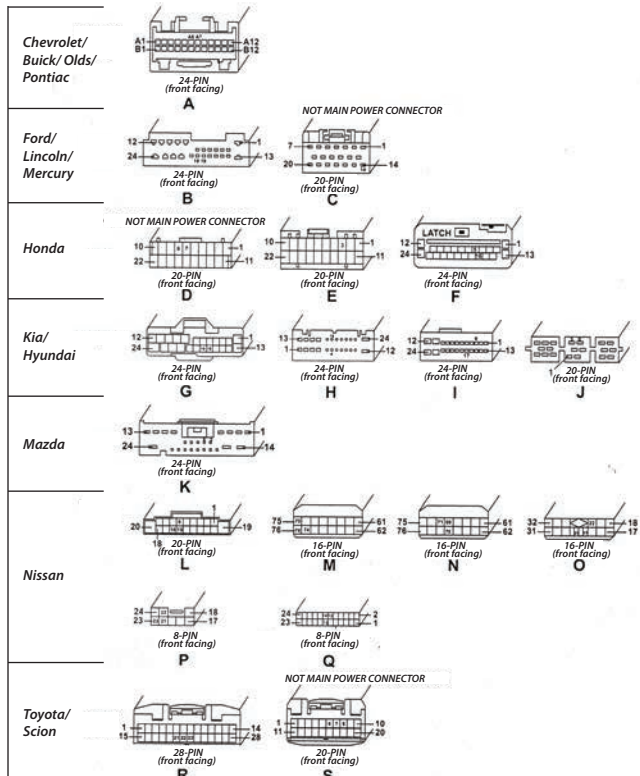 Chevrolet/
Buick/ Olds/
Pontiac
A6 A7
A1 A12
B1 B12
24-PIN
(front facing)
A
NOT MAIN POWER CONNECTOR
Ford/
Lincoln/
Mercury
12 1
24 13
24-PIN
(front facing)
B
7 1
20 14
20-PIN
(front facing)
C
NOT MAIN POWER CONNECTOR
Honda
10 1
22 11
20-PIN
(front facing)
D
10 1
22 11
20-PIN
(front facing)
E
LATCH
12 1
24 13
24-PIN
(front facing)
F
Kia/
Hyundai
12 1
24 13
24-PIN
(front facing)
G
13 24
1 12
24-PIN
(front facing)
H
12 1
24 13
17
24-PIN
(front facing)
I
1
20-PIN
(front facing)
J
Mazda
13 1
24 14
24-PIN
(front facing)
K
Nissan
1
20 19
18
20-PIN
(front facing)
L
75 61
76 62
16-PIN
(front facing)
M
75 61
76 62
16-PIN
(front facing)
N
32 18
31 17
16-PIN
(front facing)
O
24 18
23 17
8-PIN
(front facing)
P
24 2
23 1
8-PIN
(front facing)
Q
NOT MAIN POWER CONNECTOR
Toyota/
Scion
1 14
15 28
28-PIN
(front facing)
R
1 10
11 20
20-PIN
(front facing)
S